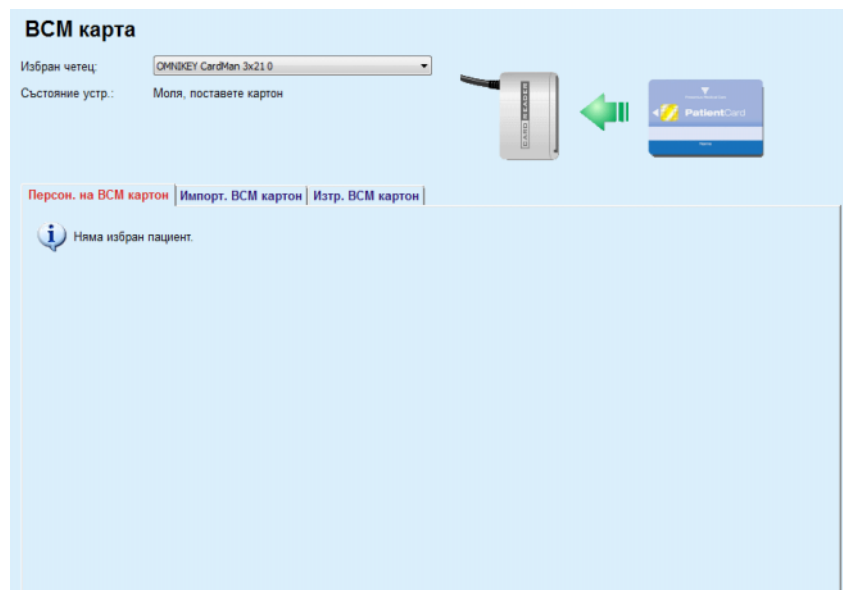 BCM карта
Избран четец: OMNIKEY CardMan 3x21 0
Състояние устр.: Моля, поставете картон
CARD READER
PatientCard
Персон. на BCM картон Импорт. BCM картон Изтр. BCM картон
Няма избран пациент.